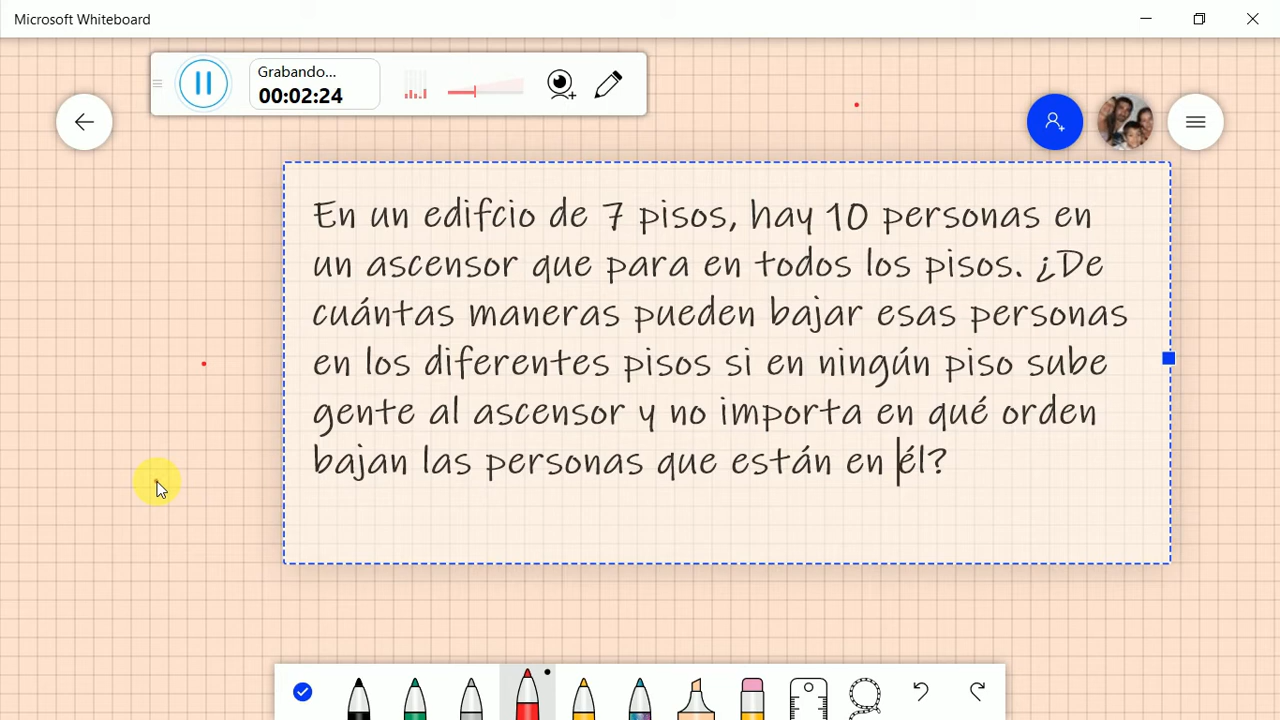 Microsoft Whiteboard
Grabando...
00:02:24
En un edifcio de 7 pisos, hay 10 personas en
un ascensor que para en todos los pisos. ¿De
cuántas maneras pueden bajar esas personas
en los diferentes pisos si en ningún piso sube
gente al ascensor y no importa en qué orden
bajan las personas que están en él?